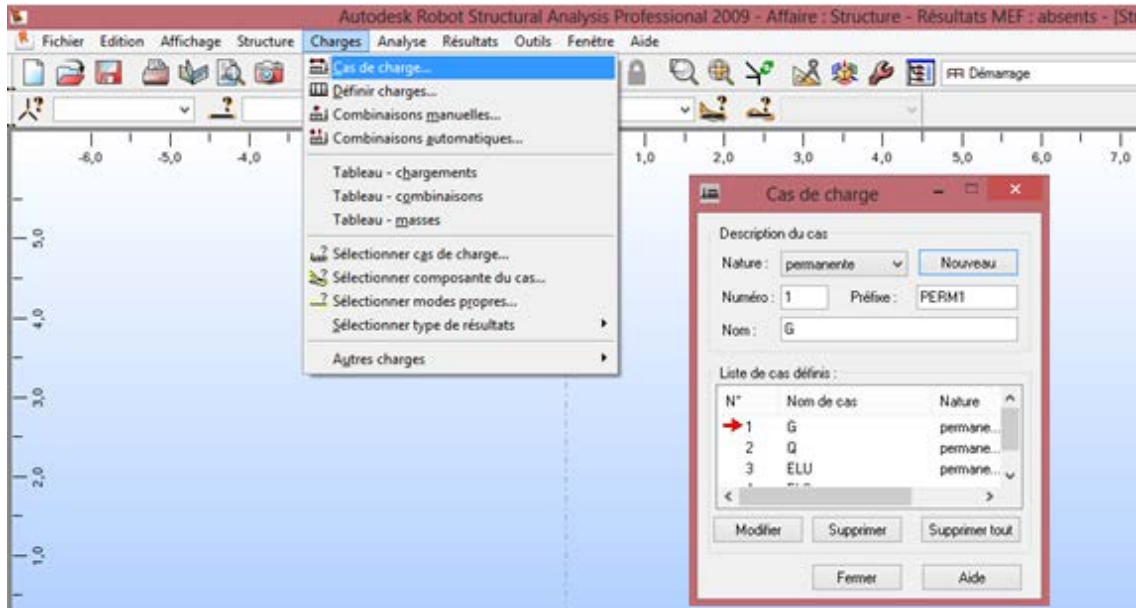 Autodesk Robot Structural Analysis Professional 2009 - Affaire : Structure - Résultats MEF : absents - [St
Fichier Edition Affichage Structure Charges Analyse Résultats Outils Fenêtre Aide
Cas de charge...
Démarrage
Définir charges...
Combinaisons manuelles...
Combinaisons automatiques...
-6,0 -5,0 -4,0 1,0 2,0 3,0 4,0 5,0 6,0 7,0
Tableau - chargements
Tableau - combinaisons
Tableau - masses
Sélectionner cas de charge...
Sélectionner composante du cas...
Sélectionner modes propres...
Sélectionner type de résultats
Autres charges
5,0
4,0
3,0
2,0
1,0
Cas de charge
Description du cas
Nature : permanente Nouveau
Numéro : 1 Préfixe : PERM1
Nom : G
Liste de cas définis :
N° Nom de cas Nature
1 G permane...
2 Q permane...
3 ELU permane...
Modifier Supprimer Supprimer tout
Fermer Aide